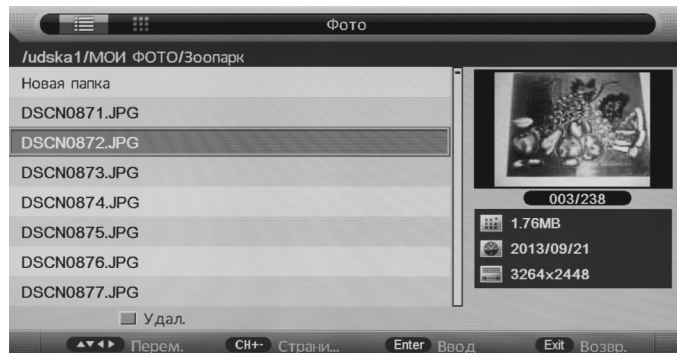 Фото
/udska1/МОИ ФОТО/Зоопарк
Новая папка
DSCN0871.JPG
DSCN0872.JPG
DSCN0873.JPG
DSCN0874.JPG
DSCN0875.JPG
DSCN0876.JPG
DSCN0877.JPG
003/238
1.76MB
2013/09/21
3264x2448
Удал.
Перем. CH+- Страни... Enter Ввод Exit Возвр.